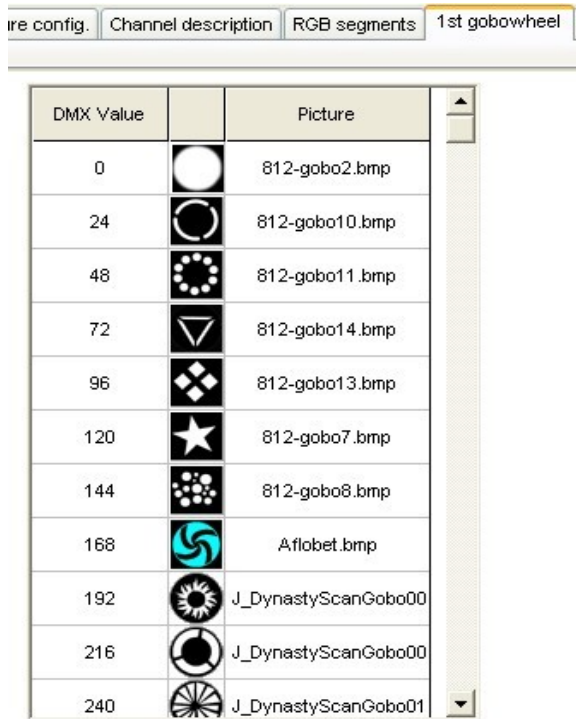 re config.
Channel description
RGB segments
1st gobowheel
DMX Value Picture
0 812-gobo2.bmp
24 812-gobo10.bmp
48 812-gobo11.bmp
72 812-gobo14.bmp
96 812-gobo13.bmp
120 812-gobo7.bmp
144 812-gobo8.bmp
168 Aflobet.bmp
192 J_DynastyScanGobo00
216 J_DynastyScanGobo00
240 J_DynastyScanGobo01